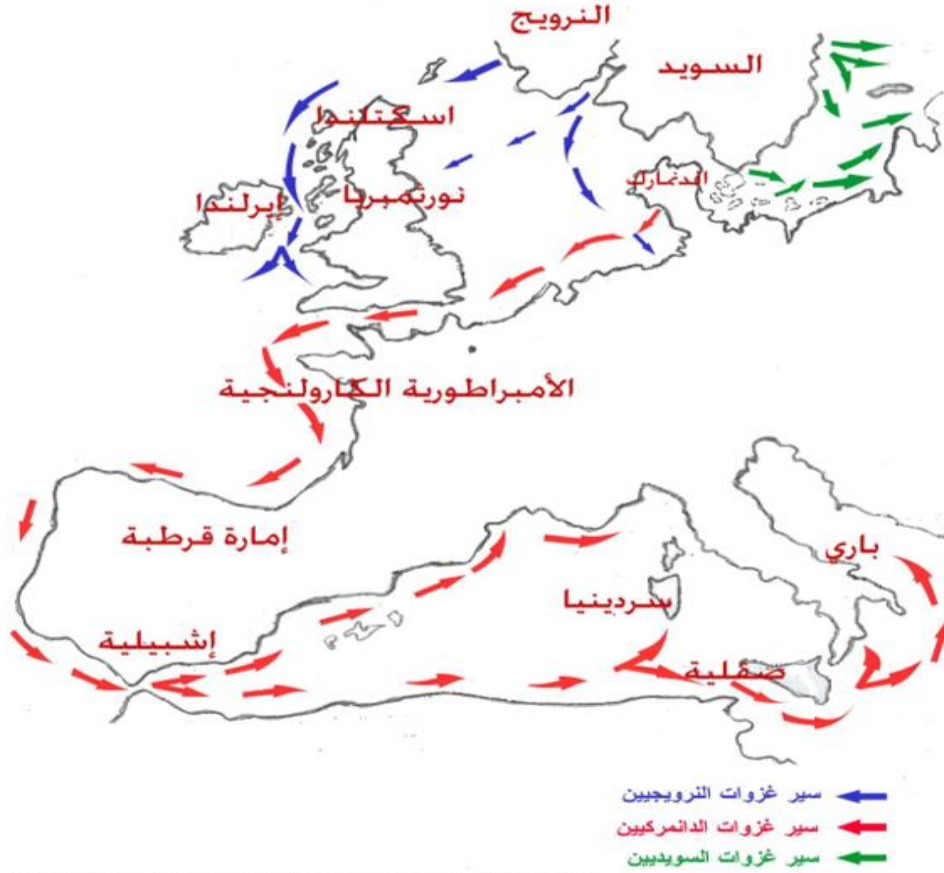 النرويج
السويد
اسكتلندا
الدنمارك
نورثمبريا
إيرلندا
الأمبراطورية الكارولنجية
إمارة قرطبة
باري
سردينيا
إشبيلية
صقلية
سير غزوات النرويجيين
سير غزوات الدانمركيين
سير غزوات السويديين